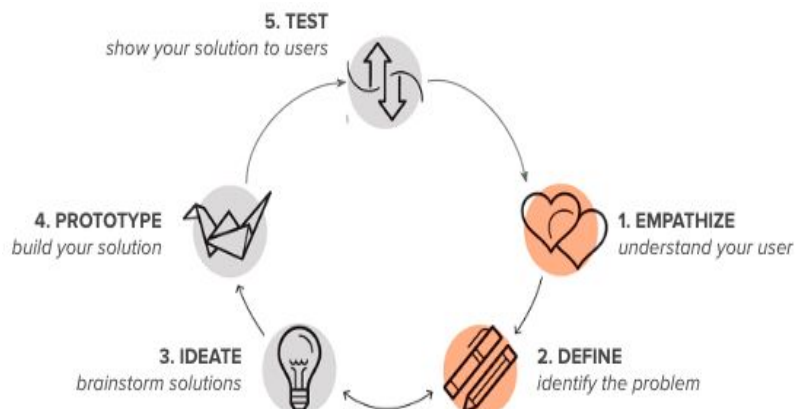 5. TEST
show your solution to users
4. PROTOTYPE
build your solution
1. EMPATHIZE
understand your user
3. IDEATE
brainstorm solutions
2. DEFINE
identify the problem